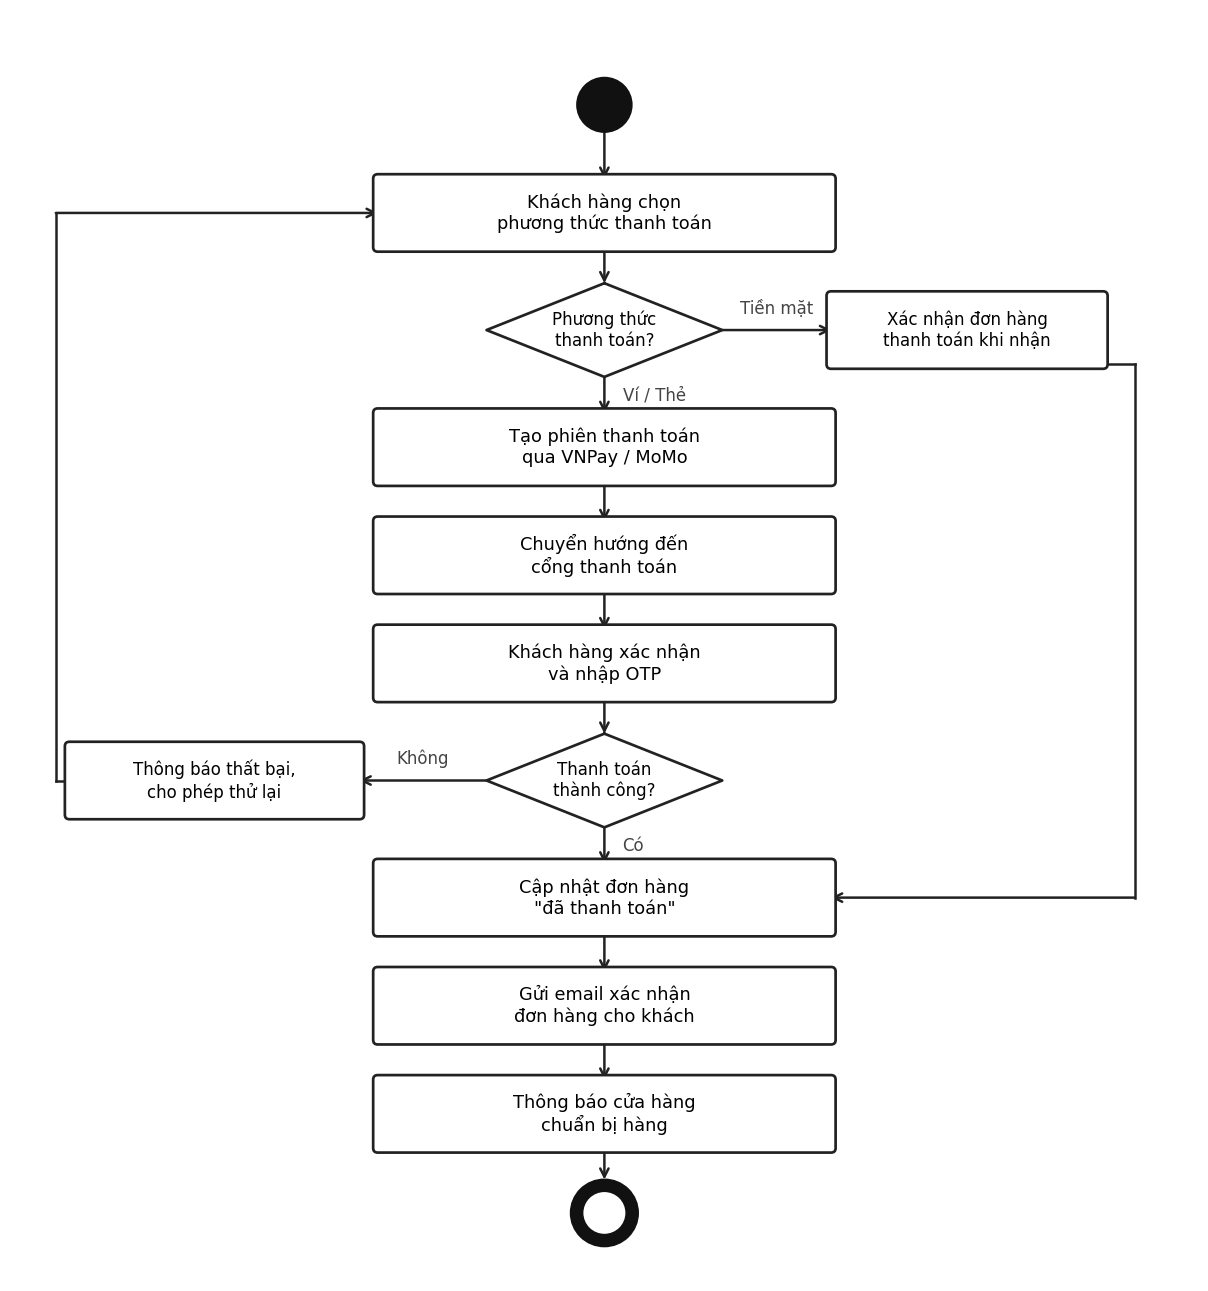 Khách hàng chọn
phương thức thanh toán
Phương thức
thanh toán?
Tiền mặt
Xác nhận đơn hàng
thanh toán khi nhận
Ví / Thẻ
Tạo phiên thanh toán
qua VNPay / MoMo
Chuyển hướng đến
cổng thanh toán
Khách hàng xác nhận
và nhập OTP
Thanh toán
thành công?
Không
Thông báo thất bại,
cho phép thử lại
Có
Cập nhật đơn hàng
"đã thanh toán"
Gửi email xác nhận
đơn hàng cho khách
Thông báo cửa hàng
chuẩn bị hàng